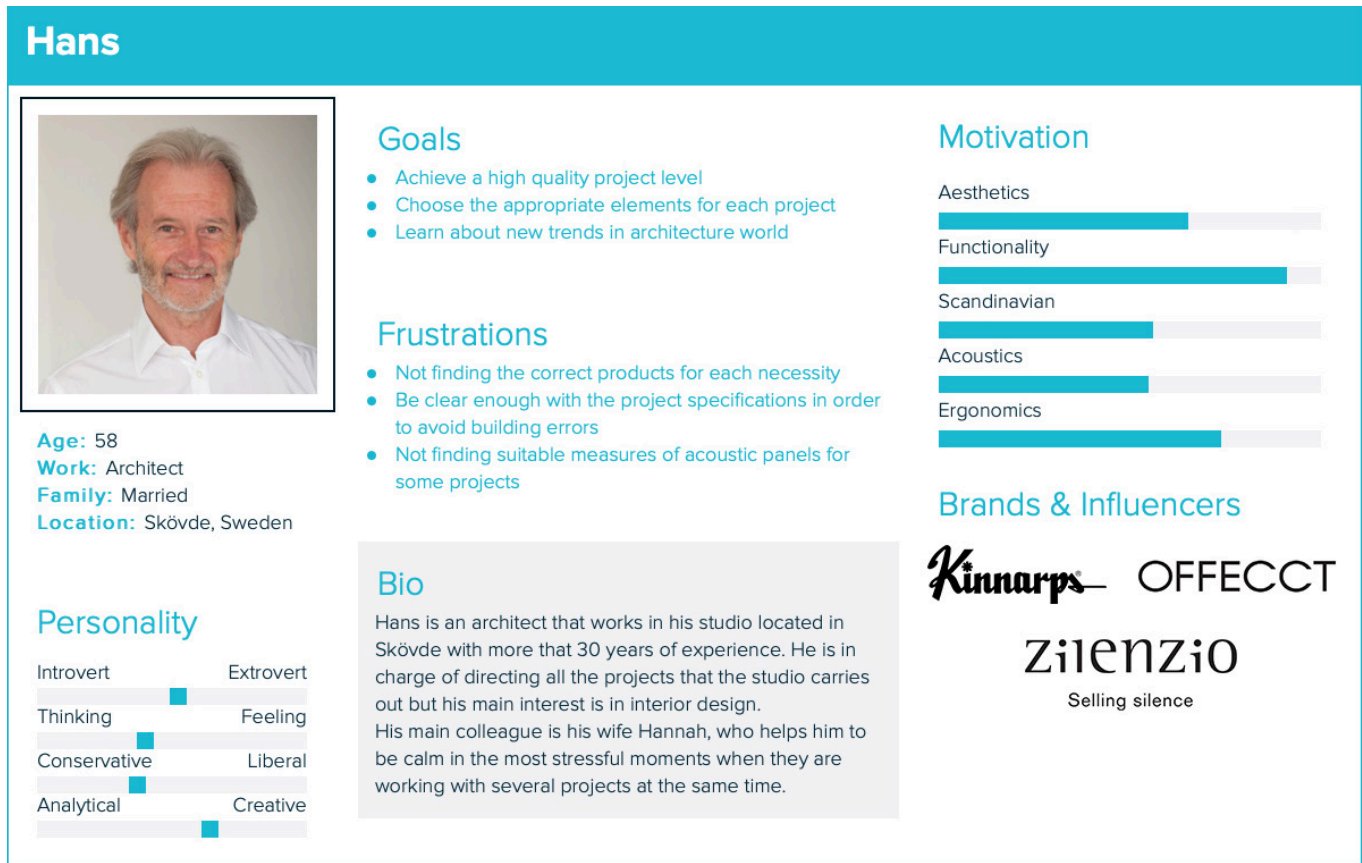 Hans
Age: 58
Work: Architect
Family: Married
Location: Skövde, Sweden
Personality
Introvert Extrovert
Thinking Feeling
Conservative Liberal
Analytical Creative
Goals
● Achieve a high quality project level
● Choose the appropriate elements for each project
● Learn about new trends in architecture world
Frustrations
● Not finding the correct products for each necessity
● Be clear enough with the project specifications in order
to avoid building errors
● Not finding suitable measures of acoustic panels for
some projects
Bio
Hans is an architect that works in his studio located in
Skövde with more that 30 years of experience. He is in
charge of directing all the projects that the studio carries
out but his main interest is in interior design.
His main colleague is his wife Hannah, who helps him to
be calm in the most stressful moments when they are
working with several projects at the same time.
Motivation
Aesthetics
Functionality
Scandinavian
Acoustics
Ergonomics
Brands & Influencers
Kinnarps® OFFECCT
zilenzio
Selling silence